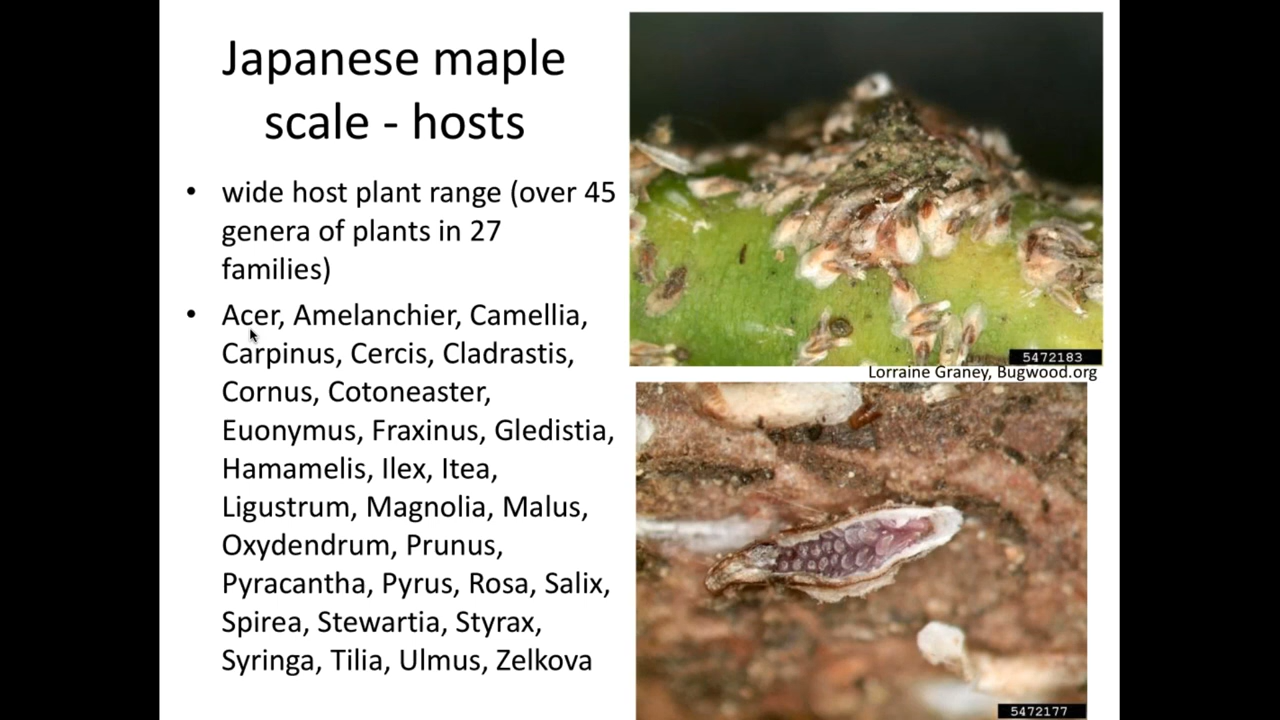 Japanese maple
scale - hosts
• wide host plant range (over 45
genera of plants in 27
families)
• Acer, Amelanchier, Camellia,
Carpinus, Cercis, Cladrastis,
Cornus, Cotoneaster,
Euonymus, Fraxinus, Gledistia,
Hamamelis, Ilex, Itea,
Ligustrum, Magnolia, Malus,
Oxydendrum, Prunus,
Pyracantha, Pyrus, Rosa, Salix,
Spirea, Stewartia, Styrax,
Syringa, Tilia, Ulmus, Zelkova
5472183
Lorraine Graney, Bugwood.org
5472177